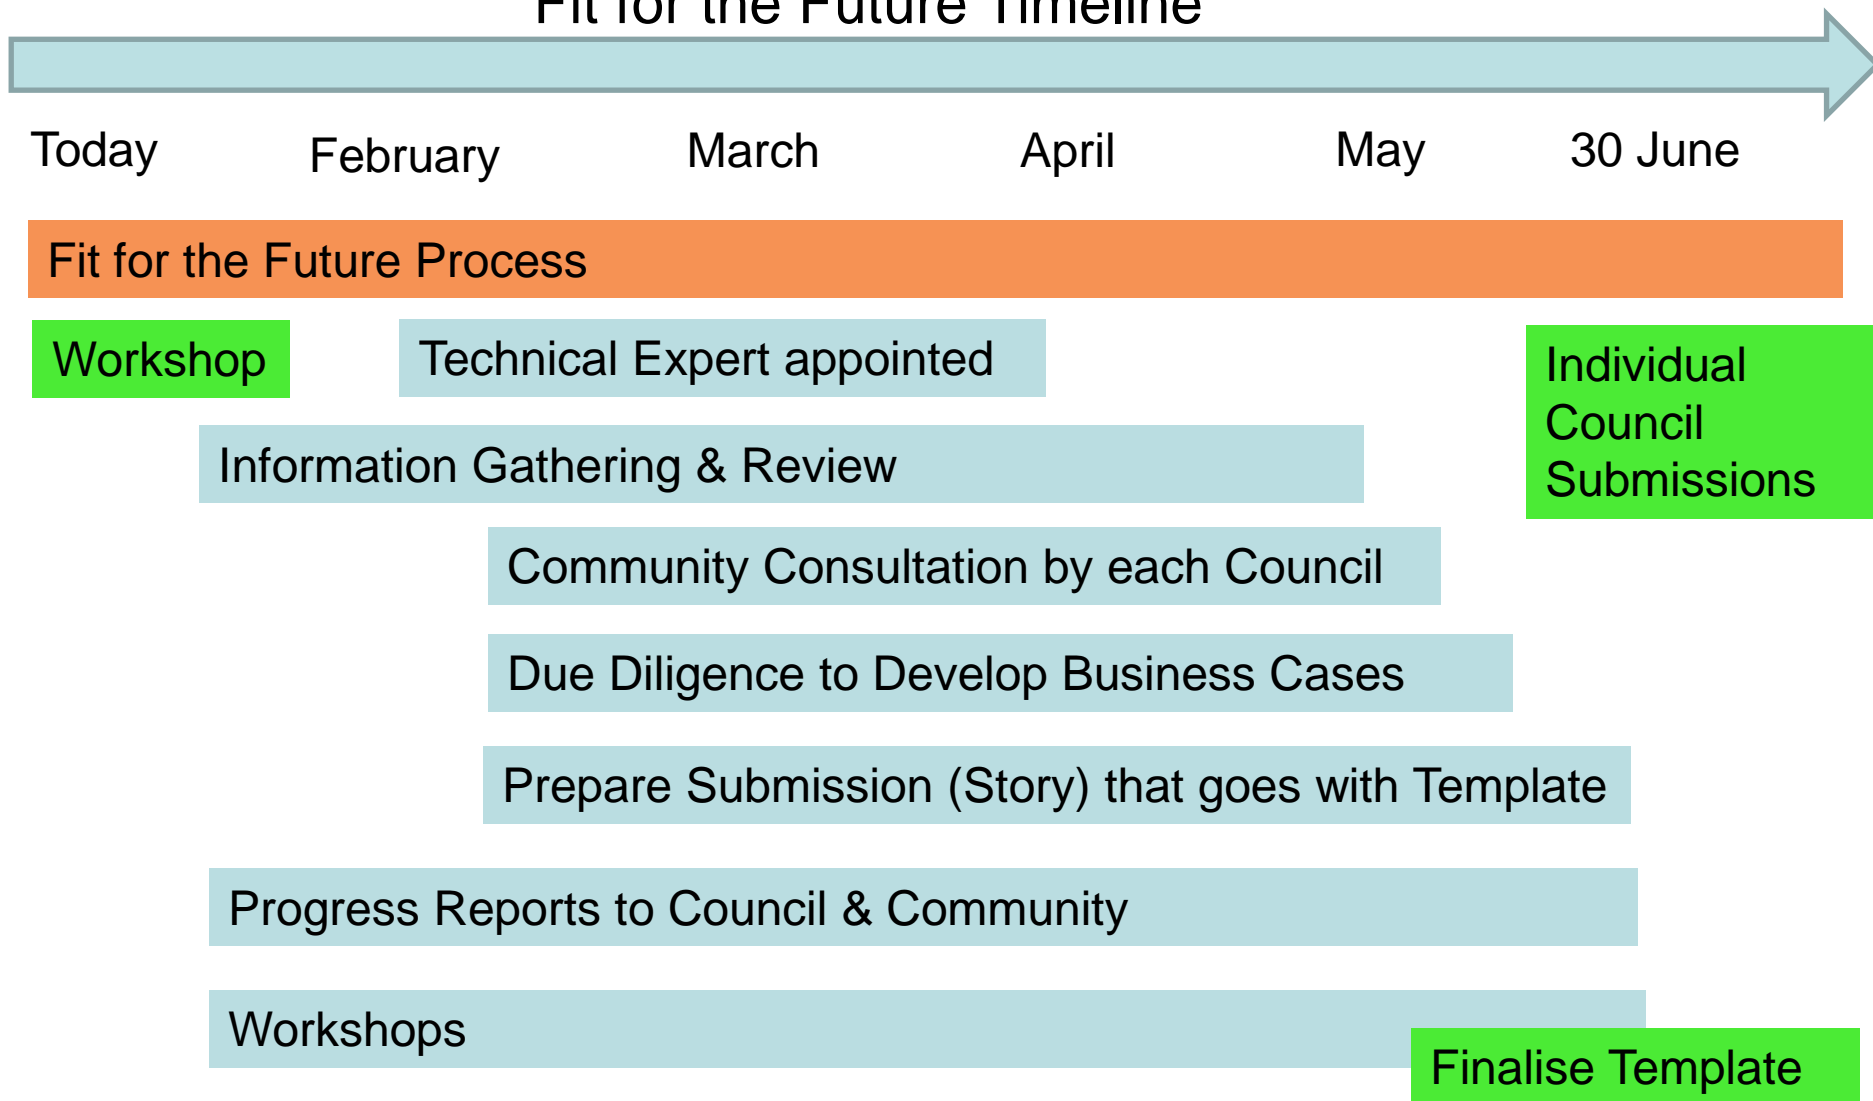 Fit for the Future Timeline
Today February March April May 30 June
Fit for the Future Process
Workshop
Technical Expert appointed
Individual
Council
Submissions
Information Gathering & Review
Community Consultation by each Council
Due Diligence to Develop Business Cases
Prepare Submission (Story) that goes with Template
Progress Reports to Council & Community
Workshops
Finalise Template